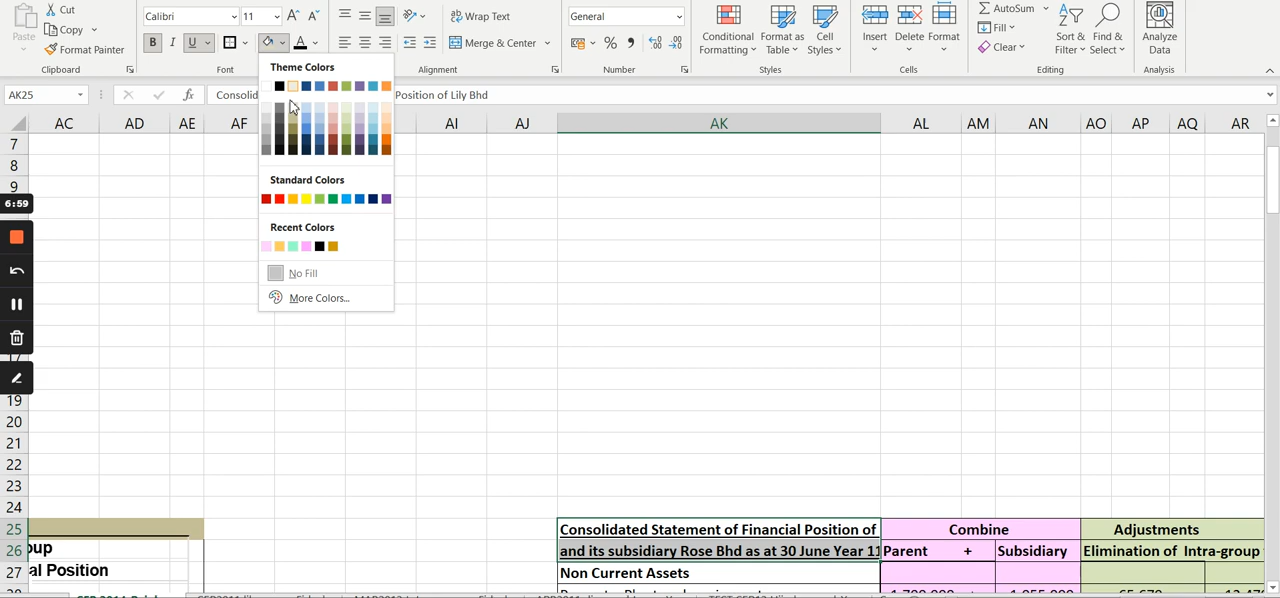 Cut
Copy
Paste
Format Painter
Clipboard
Calibri
11
B I U
Font
Theme Colors
Standard Colors
Recent Colors
No Fill
More Colors...
Wrap Text
Merge & Center
Alignment
General
Number
Conditional Formatting
Format as Table
Cell Styles
Styles
Insert
Delete
Format
Cells
AutoSum
Fill
Clear
Sort & Filter
Find & Select
Editing
Analyze Data
Analysis
AK25
fx
Consolid
Position of Lily Bhd
AC AD AE AF AI AJ AK AL AM AN AO AP AQ AR
7
8
9
6:59
19
20
21
22
23
24
25 Consolidated Statement of Financial Position of Combine Adjustments
26 oup and its subsidiary Rose Bhd as at 30 June Year 11 Parent + Subsidiary Elimination of Intra-group
27 al Position Non Current Assets